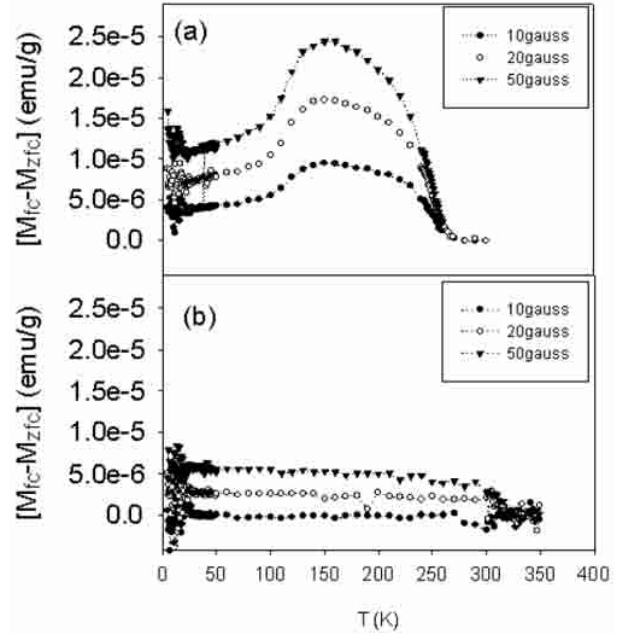 (a)
10gauss
20gauss
50gauss
[Mfc-Mzfc] (emu/g)
2.5e-5
2.0e-5
1.5e-5
1.0e-5
5.0e-6
0.0
(b)
10gauss
20gauss
50gauss
[Mfc-Mzfc] (emu/g)
2.5e-5
2.0e-5
1.5e-5
1.0e-5
5.0e-6
0.0
0 50 100 150 200 250 300 350 400
T (K)